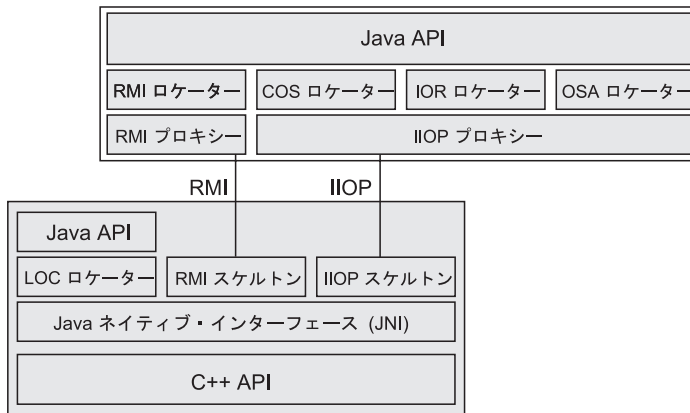 Java API
RMI ロケーター
COS ロケーター
IOR ロケーター
OSA ロケーター
RMI プロキシー
IIOP プロキシー
RMI
IIOP
Java API
LOC ロケーター
RMI スケルトン
IIOP スケルトン
Java ネイティブ・インターフェース (JNI)
C++ API